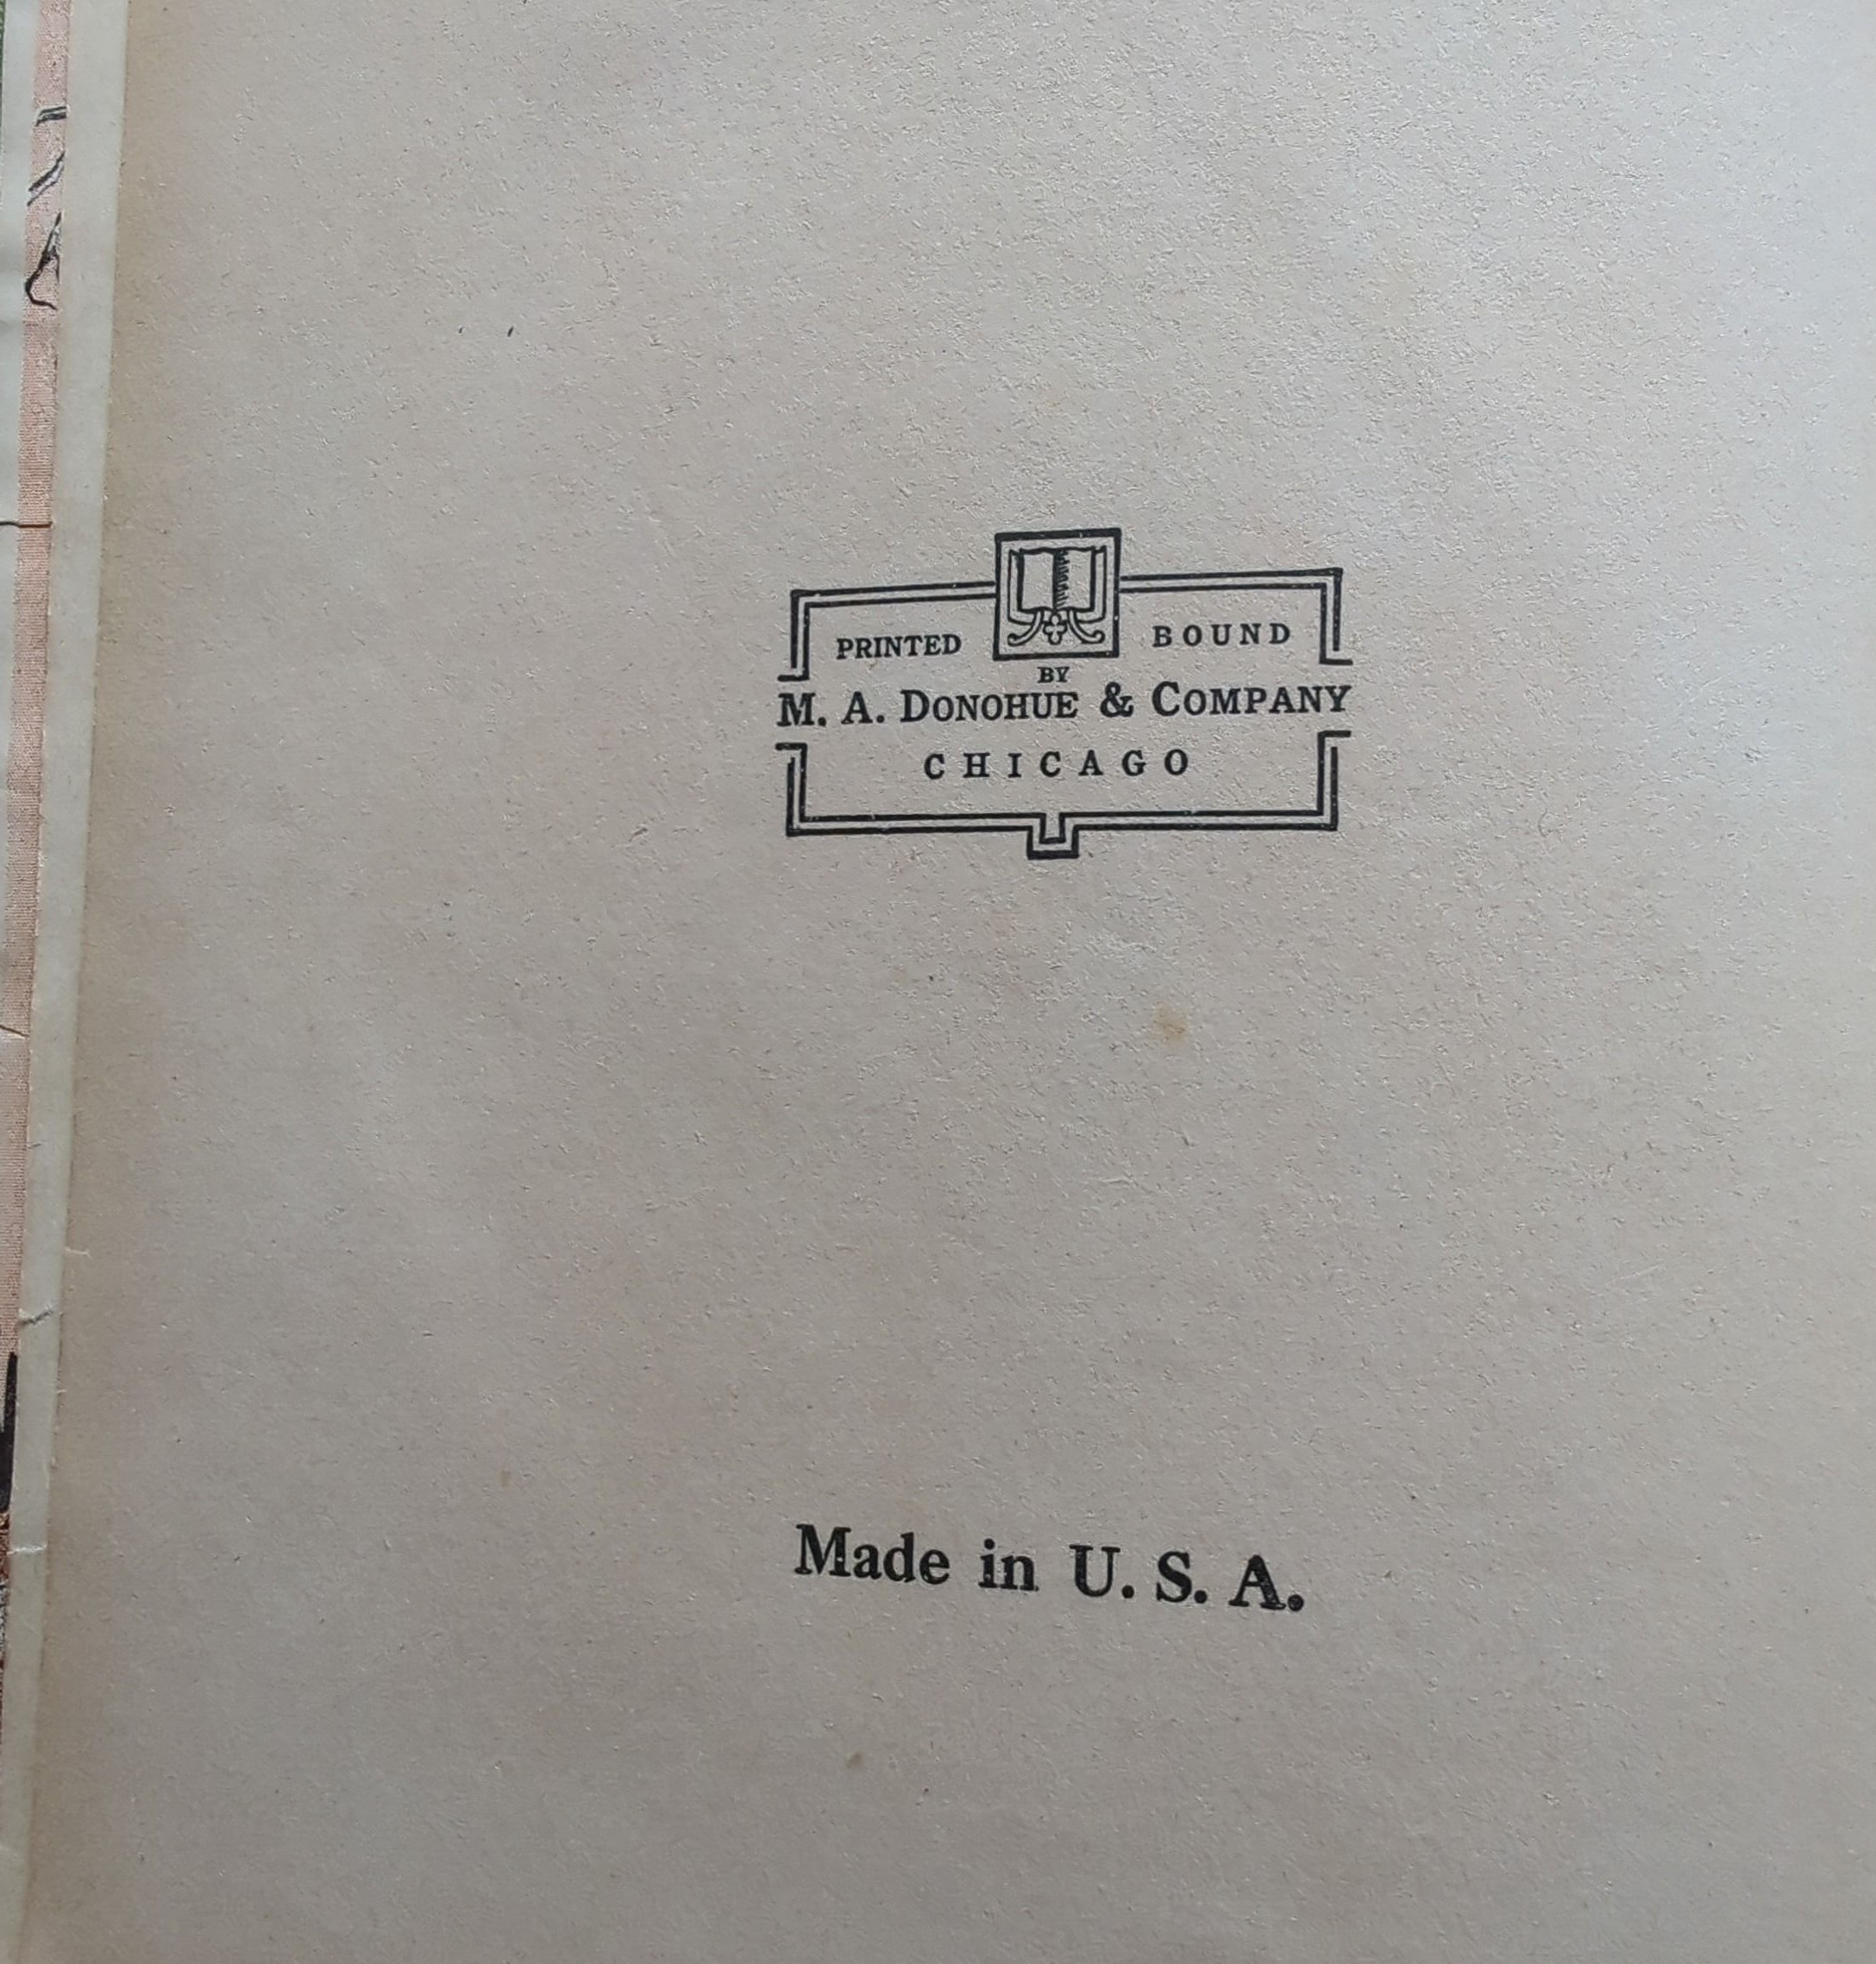 PRINTED BOUND
BY
M. A. DONOHUE & COMPANY
CHICAGO
Made in U. S. A.